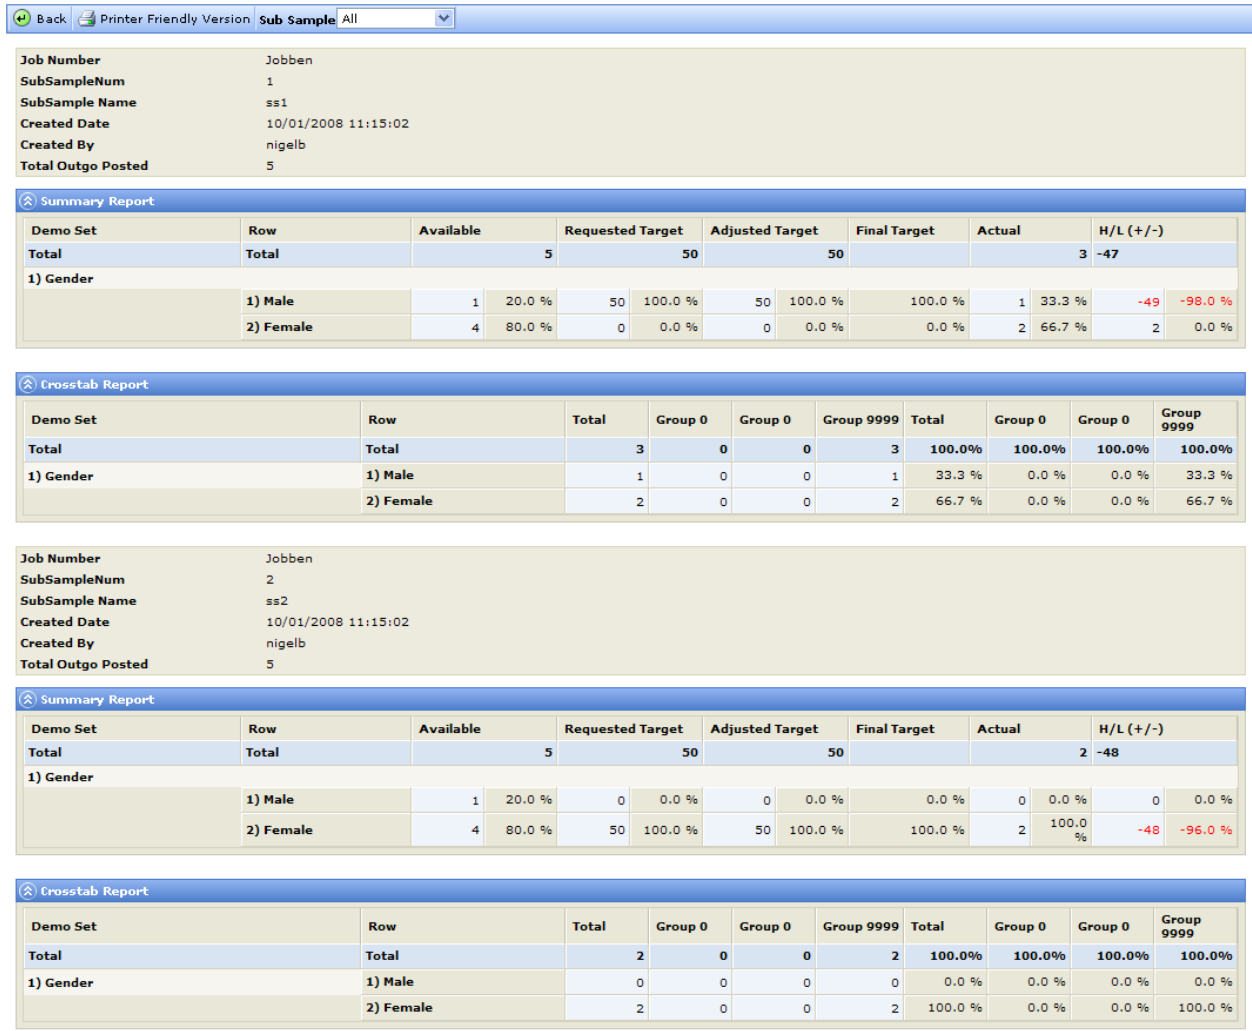 Back Printer Friendly Version Sub Sample All
Job Number Jobben
SubSampleNum 1
SubSample Name ss1
Created Date 10/01/2008 11:15:02
Created By nigelb
Total Outgo Posted 5
Summary Report
Demo Set Row Available Requested Target Adjusted Target Final Target Actual H/L (+/-)
Total Total 5 50 50 3 -47
1) Gender
1) Male 1 20.0 % 50 100.0 % 50 100.0 % 100.0 % 1 33.3 % -49 -98.0 %
2) Female 4 80.0 % 0 0.0 % 0 0.0 % 0.0 % 2 66.7 % 2 0.0 %
Crosstab Report
Demo Set Row Total Group 0 Group 0 Group 9999 Total Group 0 Group 0 Group
9999
Total Total 3 0 0 3 100.0% 100.0% 100.0% 100.0%
1) Gender 1) Male 1 0 0 1 33.3 % 0.0 % 0.0 % 33.3 %
2) Female 2 0 0 2 66.7 % 0.0 % 0.0 % 66.7 %
Job Number Jobben
SubSampleNum 2
SubSample Name ss2
Created Date 10/01/2008 11:15:02
Created By nigelb
Total Outgo Posted 5
Summary Report
Demo Set Row Available Requested Target Adjusted Target Final Target Actual H/L (+/-)
Total Total 5 50 50 2 -48
1) Gender
1) Male 1 20.0 % 0 0.0 % 0 0.0 % 0.0 % 0 0.0 % 0 0.0 %
2) Female 4 80.0 % 50 100.0 % 50 100.0 % 100.0 % 2 100.0
% -48 -96.0 %
Crosstab Report
Demo Set Row Total Group 0 Group 0 Group 9999 Total Group 0 Group 0 Group
9999
Total Total 2 0 0 2 100.0% 100.0% 100.0% 100.0%
1) Gender 1) Male 0 0 0 0 0.0 % 0.0 % 0.0 % 0.0 %
2) Female 2 0 0 2 100.0 % 0.0 % 0.0 % 100.0 %